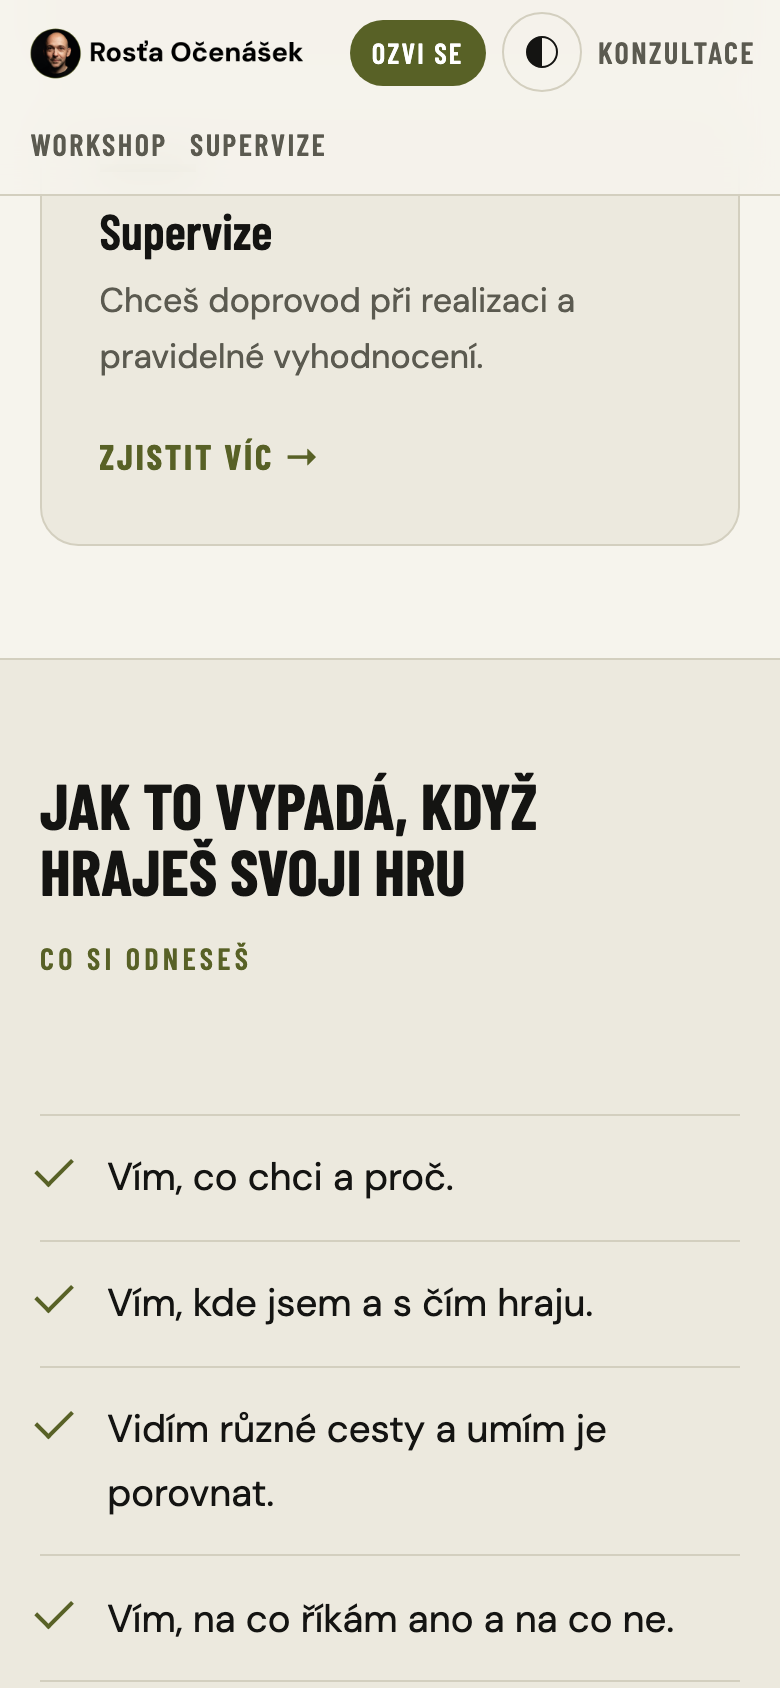 Rosťa Očenášek
OZVI SE
KONZULTACE
WORKSHOP SUPERVIZE
Supervize
Chceš doprovod při realizaci a
pravidelné vyhodnocení.
ZJISTIT VÍC →
JAK TO VYPADÁ, KDYŽ
HRAJEŠ SVOJI HRU
CO SI ODNESEŠ
Vím, co chci a proč.
Vím, kde jsem a s čím hraju.
Vidím různé cesty a umím je
porovnat.
Vím, na co říkám ano a na co ne.